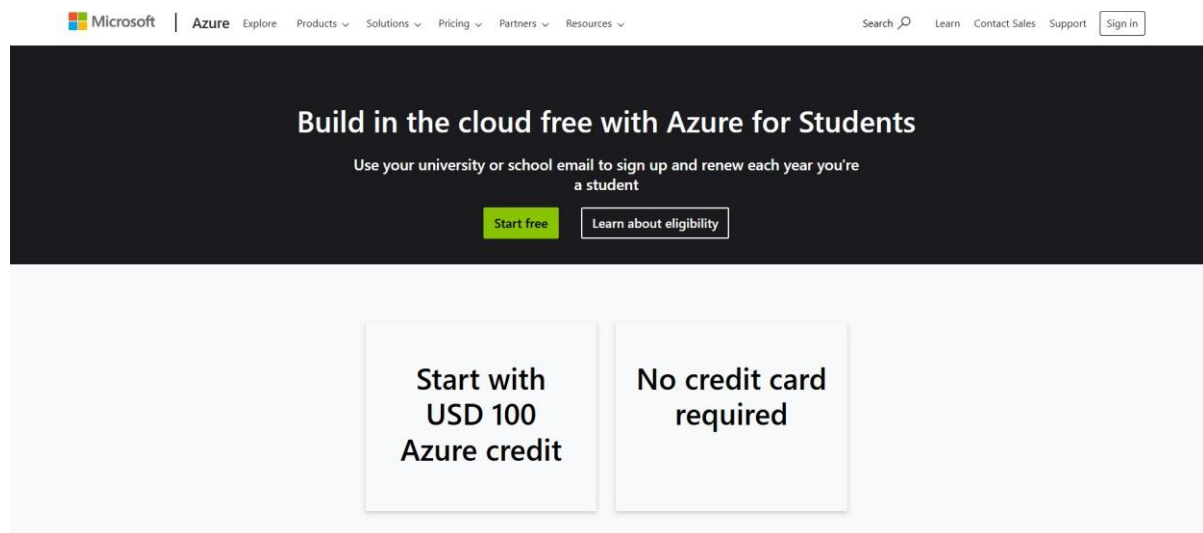 Microsoft Azure Explore Products Solutions Pricing Partners Resources Search Learn Contact Sales Support Sign in
Build in the cloud free with Azure for Students
Use your university or school email to sign up and renew each year you're
a student
Start free Learn about eligibility
Start with
USD 100
Azure credit
No credit card
required